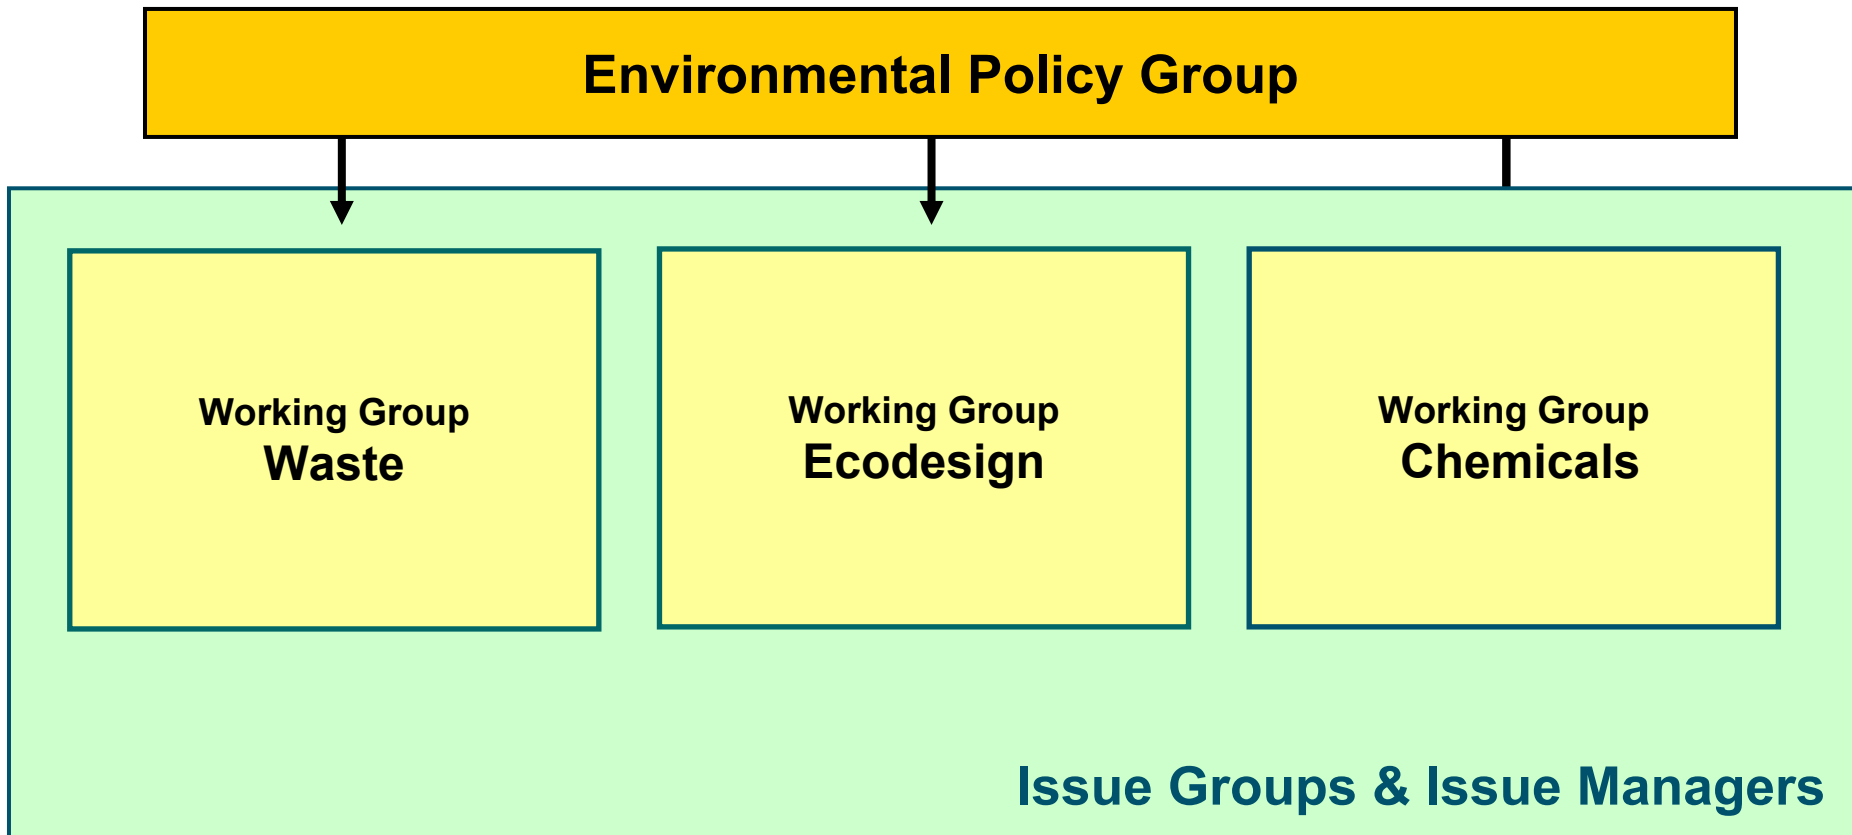 Environmental Policy Group
Working Group
Waste
Working Group
Ecodesign
Working Group
Chemicals
Issue Groups & Issue Managers